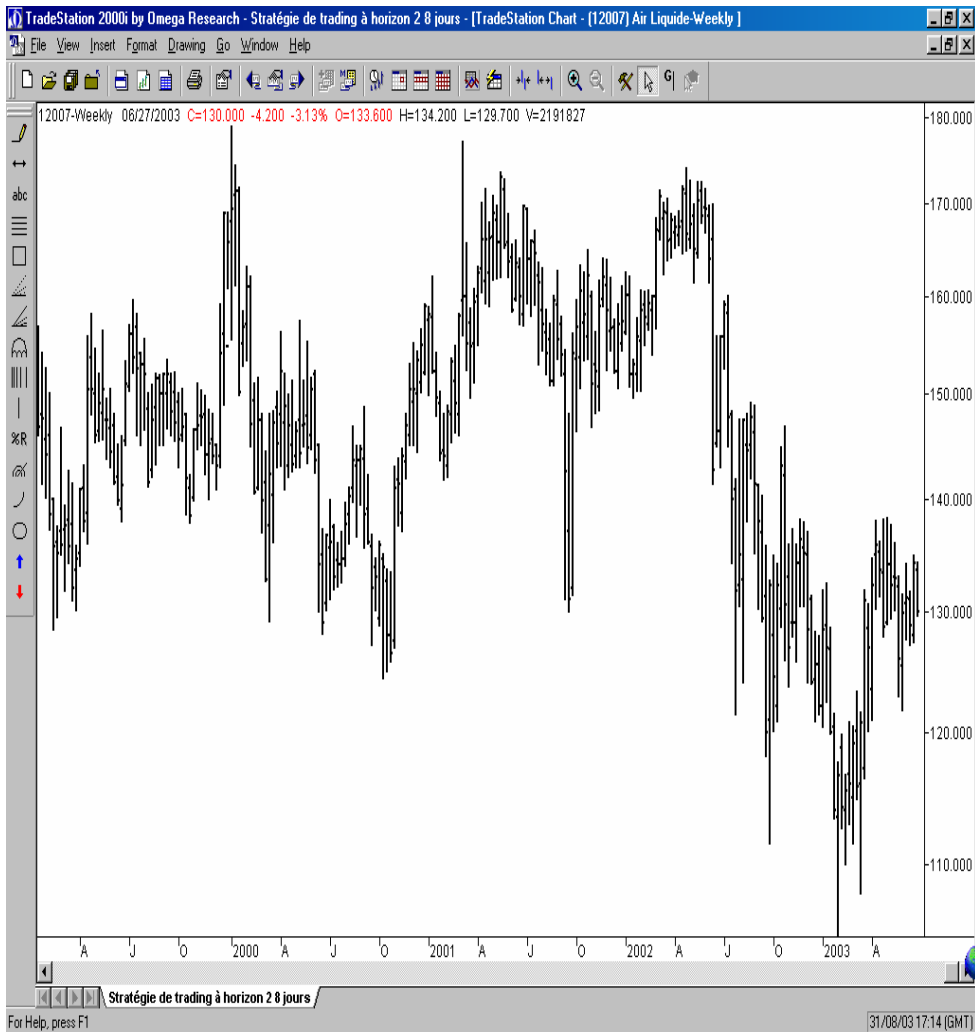 TradeStation 2000i by Omega Research - Stratégie de trading à horizon 2 8 jours - [TradeStation Chart - (12007) Air Liquide-Weekly ]
File View Insert Format Drawing Go Window Help
12007-Weekly 06/27/2003 C=130.000 -4.200 -3.13% O=133.600 H=134.200 L=129.700 V=2191827
abc
%R
G
180.000
170.000
160.000
150.000
140.000
130.000
120.000
110.000
A J O 2000 A J O 2001 A J O 2002 A J O 2003 A
Stratégie de trading à horizon 2 8 jours
For Help, press F1 31/08/03 17:14 (GMT)